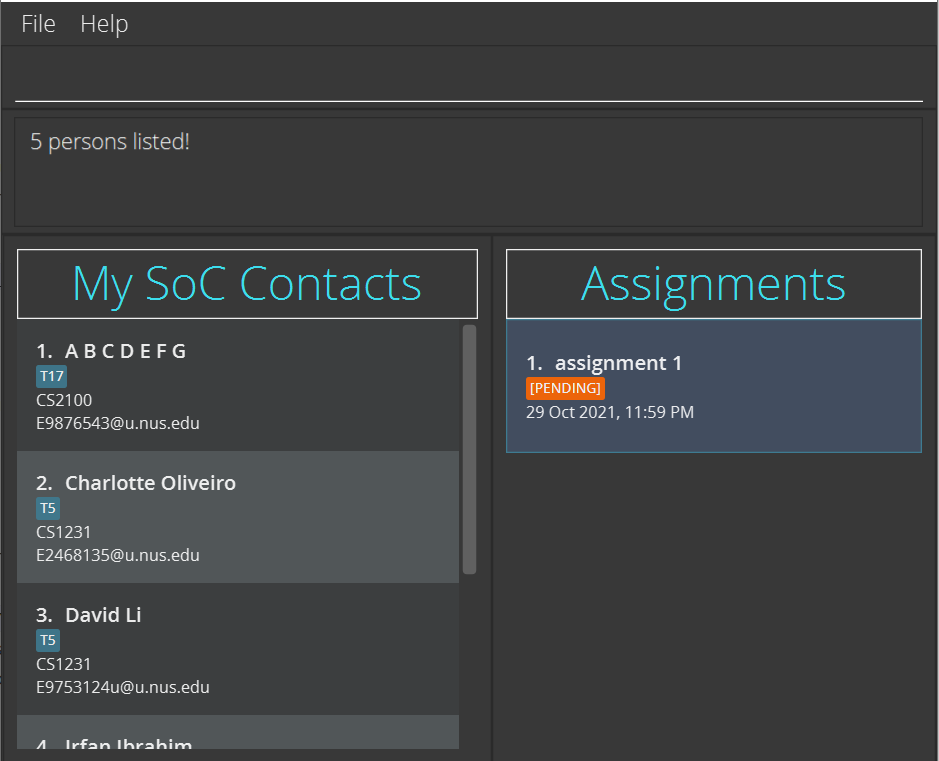 File Help
5 persons listed!
My SoC Contacts
1. A B C D E F G
T17
CS2100
E9876543@u.nus.edu
2. Charlotte Oliveiro
T5
CS1231
E2468135@u.nus.edu
3. David Li
T5
CS1231
E9753124u@u.nus.edu
4. Irfan Ibrahim
Assignments
1. assignment 1
[PENDING]
29 Oct 2021, 11:59 PM